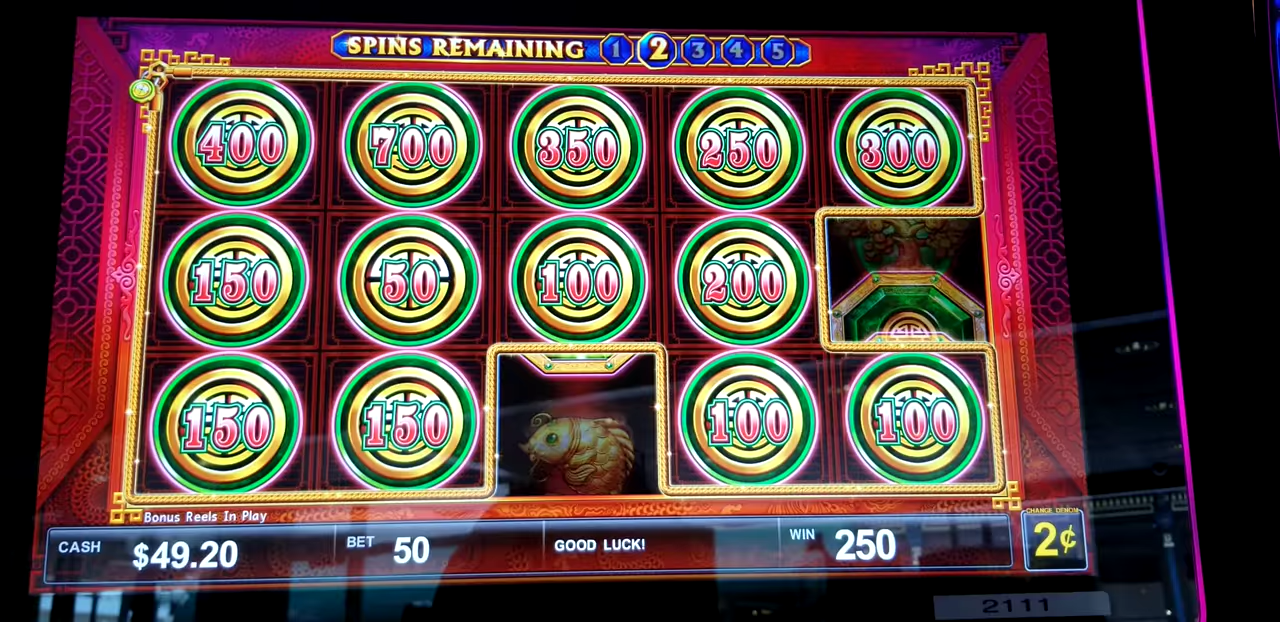 SPINS REMAINING 1 2 3 4 5
400 700 350 250 300
150 50 100 200
150 150 100 100
Bonus Reels In Play
CASH $49.20 BET 50 GOOD LUCK! WIN 250
CHANGE DENOM
2¢
2111